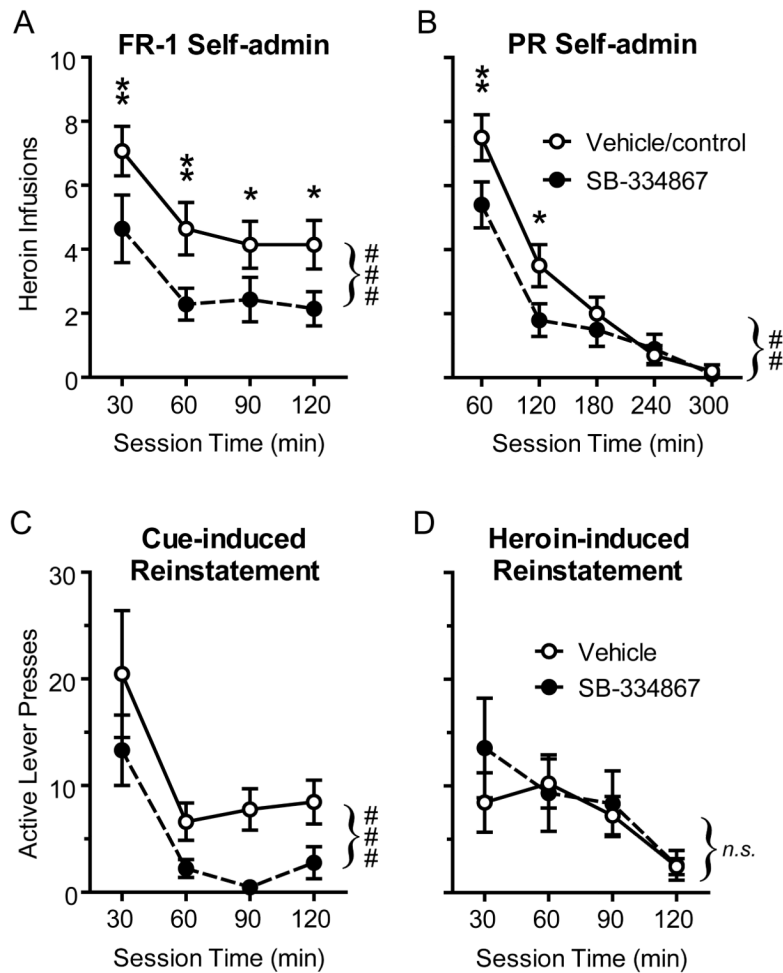 A
FR-1 Self-admin
Heroin Infusions
10
8
6
4
2
0
**
**
*
*
}
###
30 60 90 120
Session Time (min)
B
PR Self-admin
**
*
Vehicle/control
SB-334867
}
##
60 120 180 240 300
Session Time (min)
C
Cue-induced
Reinstatement
Active Lever Presses
30
20
10
0
}
###
30 60 90 120
Session Time (min)
D
Heroin-induced
Reinstatement
Vehicle
SB-334867
}
n.s.
30 60 90 120
Session Time (min)